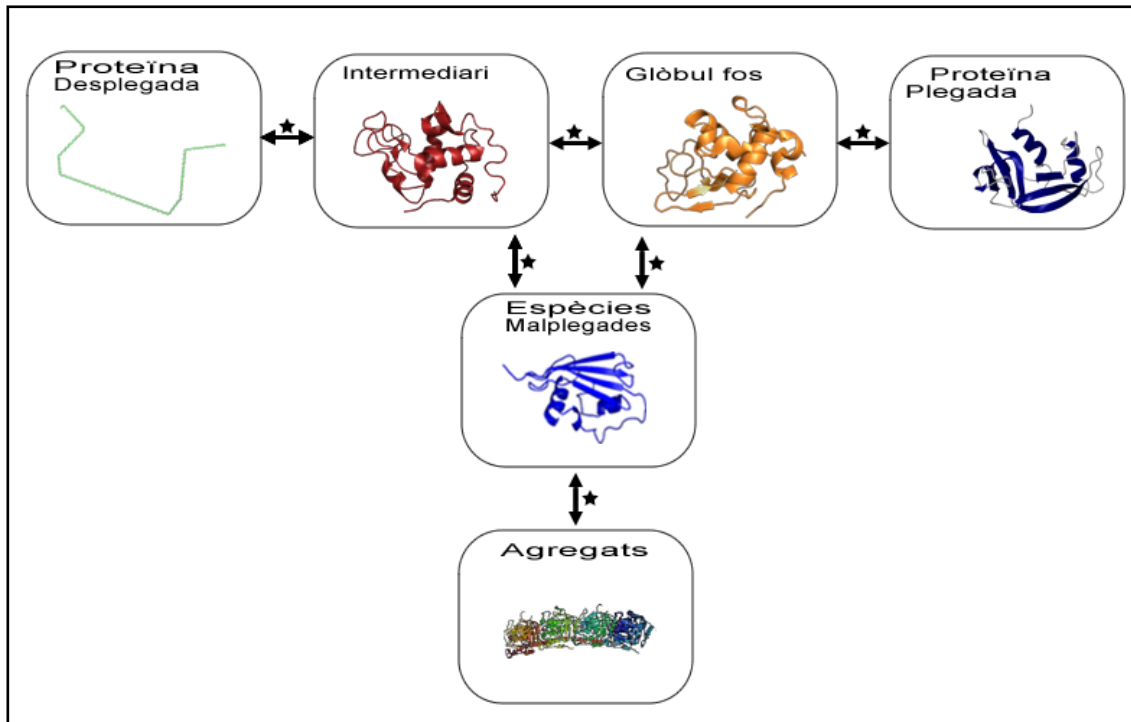 Proteïna
Desplegada
Intermediari
Glòbul fos
Proteïna
Plegada
Espècies
Malplegades
Agregats